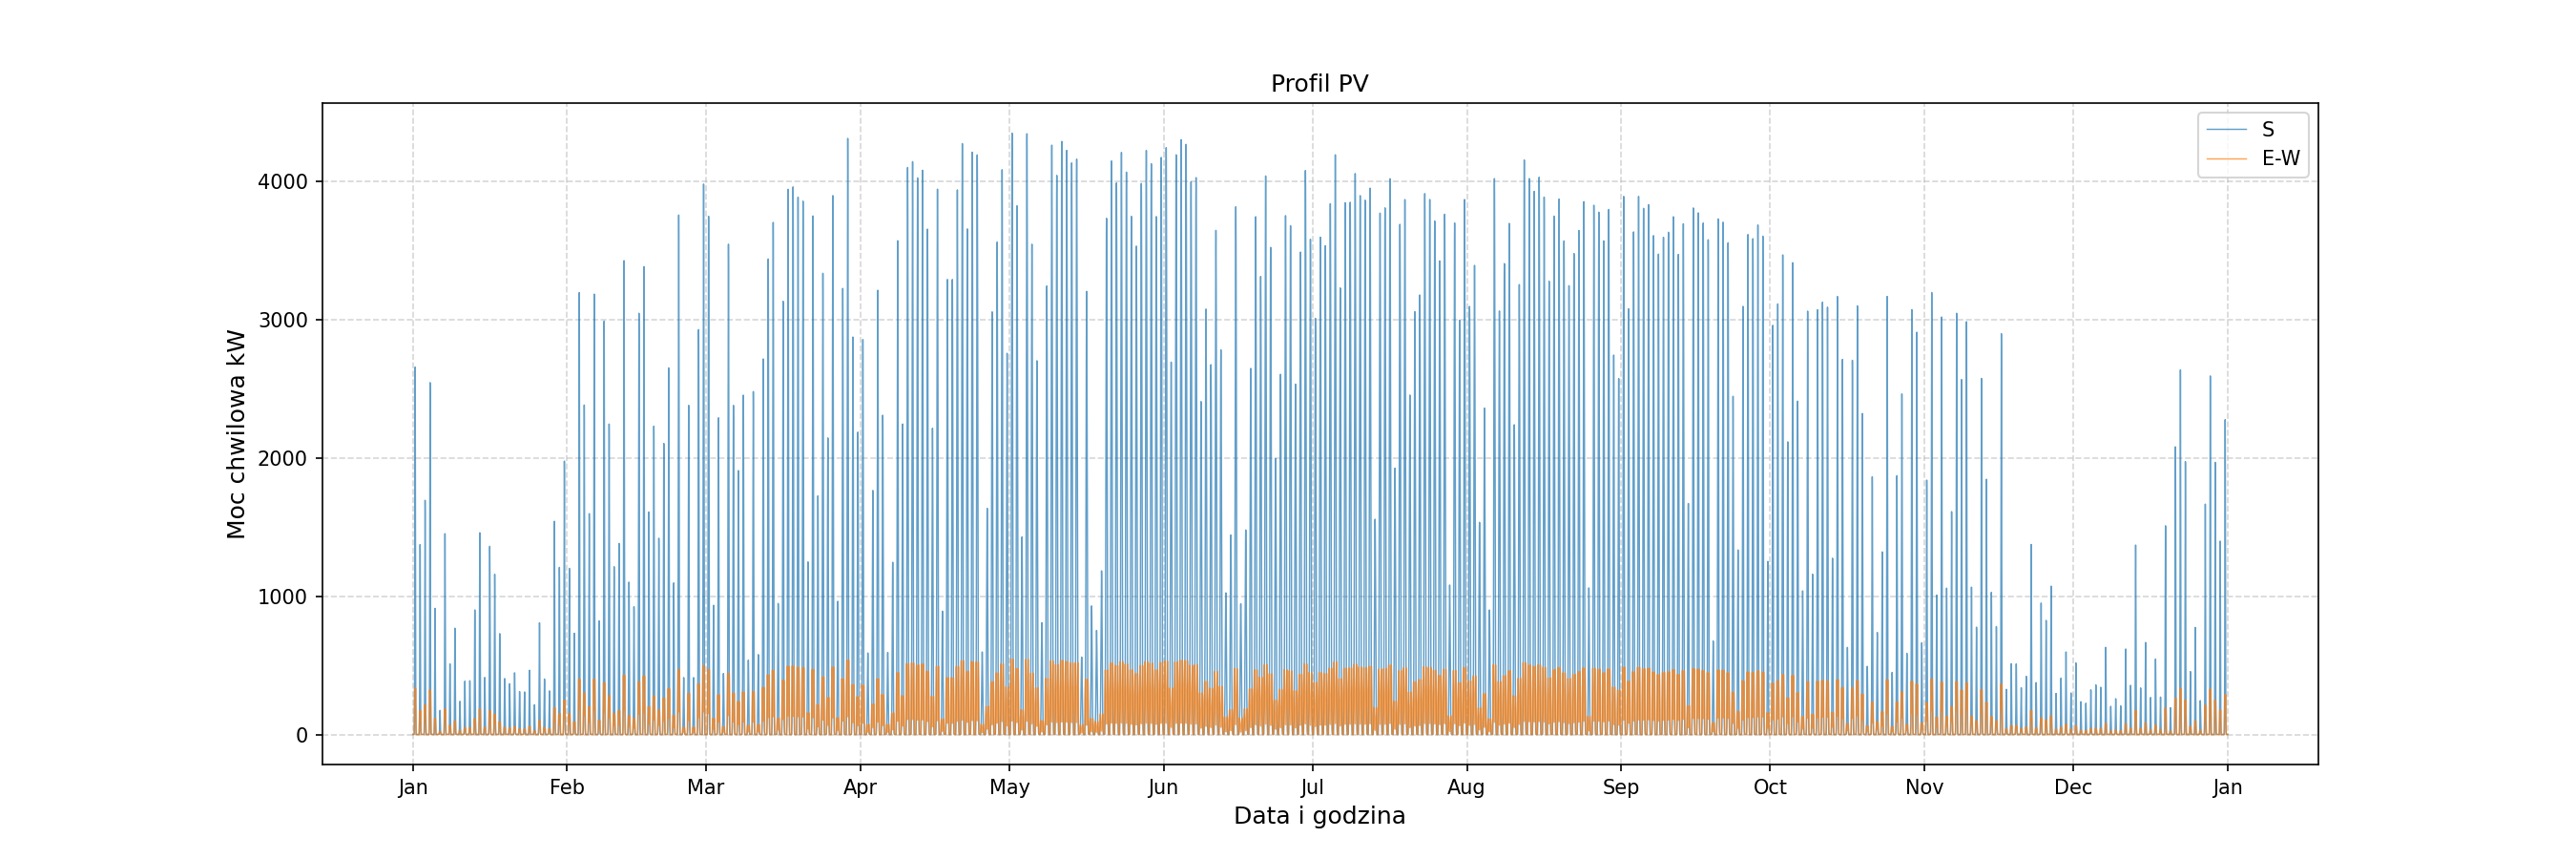 Profil PV
S
E-W
Moc chwilowa kW
4000
3000
2000
1000
0
Jan Feb Mar Apr May Jun Jul Aug Sep Oct Nov Dec Jan
Data i godzina